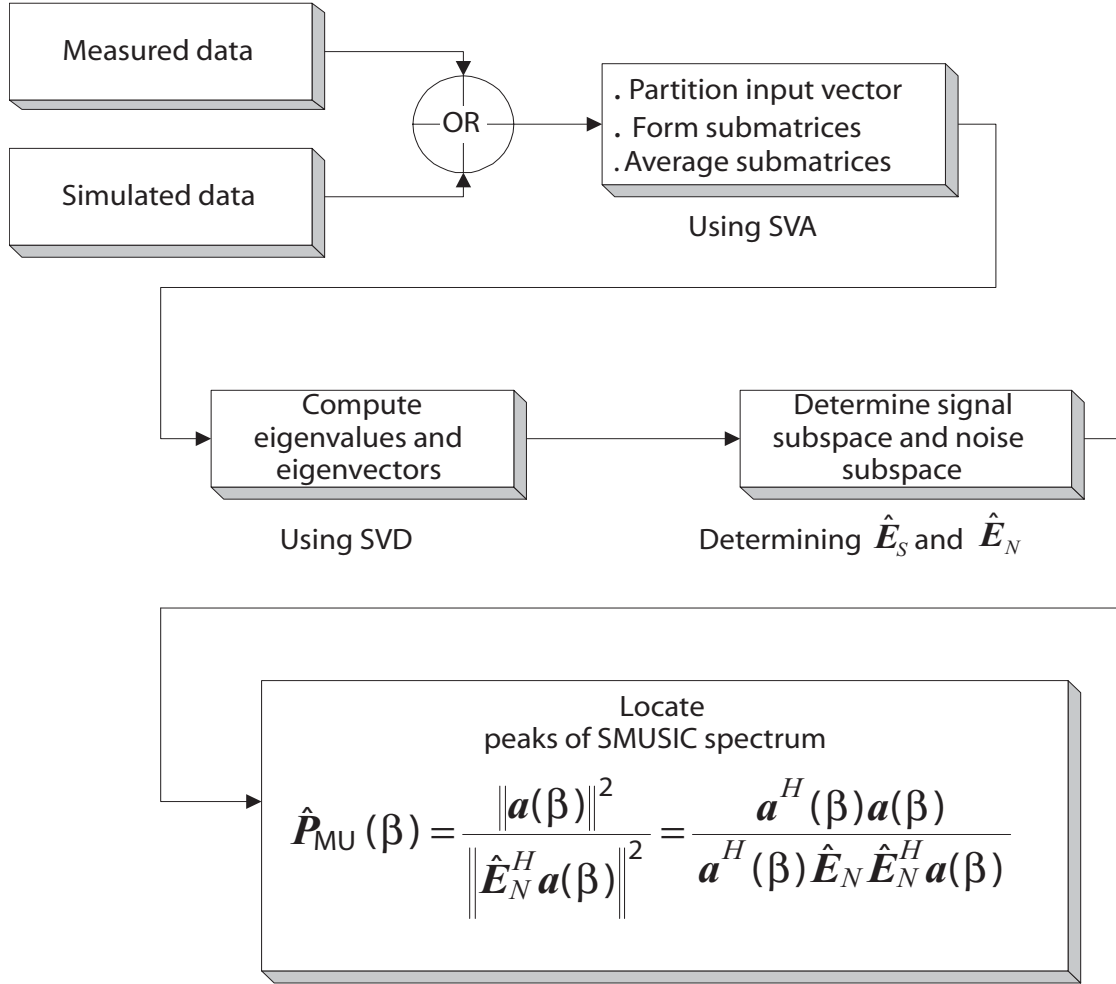 Measured data
OR
Simulated data
. Partition input vector
. Form submatrices
. Average submatrices
Using SVA
Compute
eigenvalues and
eigenvectors
Using SVD
Determine signal
subspace and noise
subspace
Determining Ê_S and Ê_N
Locate
peaks of SMUSIC spectrum
P̂_MU (β) = ‖a(β)‖² / ‖Ê_N^H a(β)‖² = a^H (β)a(β) / a^H (β) Ê_N Ê_N^H a(β)